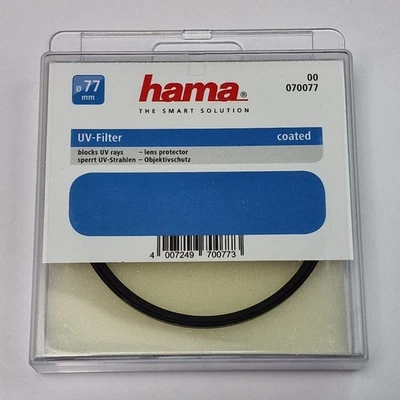 ø 77
mm
hama®
THE SMART SOLUTION
00
070077
UV-Filter
coated
blocks UV rays – lens protector
sperrt UV-Strahlen – Objektivschutz
4 007249 700773